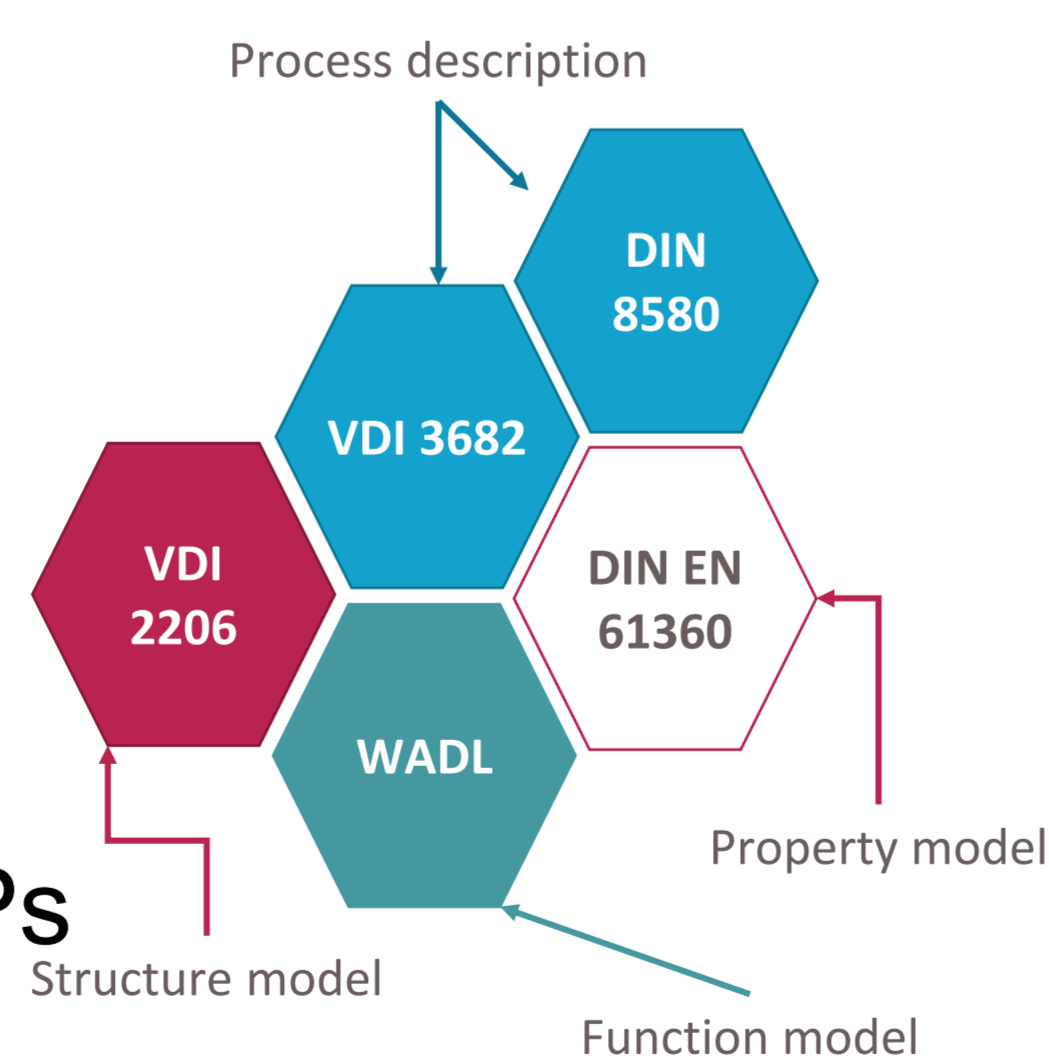 Process description
DIN
8580
VDI 3682
VDI
2206
DIN EN
61360
WADL
Property model
Structure model
Function model